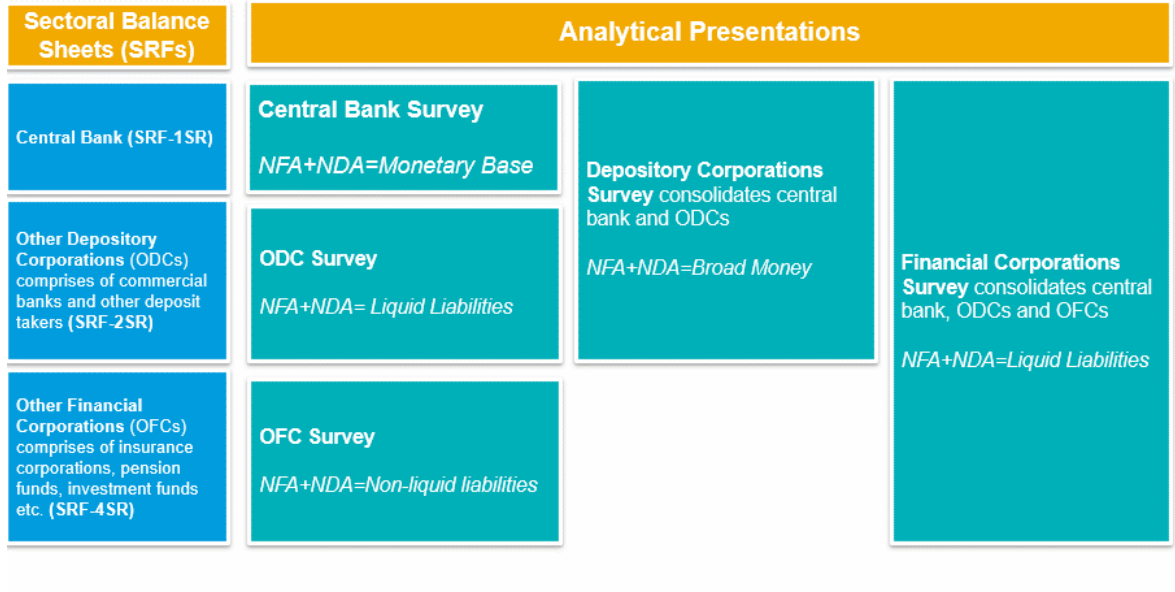 Sectoral Balance
Sheets (SRFs)
Analytical Presentations
Central Bank (SRF-1SR)
Central Bank Survey
NFA+NDA=Monetary Base
Depository Corporations
Survey consolidates central
bank and ODCs
NFA+NDA=Broad Money
Financial Corporations
Survey consolidates central
bank, ODCs and OFCs
NFA+NDA=Liquid Liabilities
Other Depository
Corporations (ODCs)
comprises of commercial
banks and other deposit
takers (SRF-2SR)
ODC Survey
NFA+NDA= Liquid Liabilities
Other Financial
Corporations (OFCs)
comprises of insurance
corporations, pension
funds, investment funds
etc. (SRF-4SR)
OFC Survey
NFA+NDA=Non-liquid liabilities